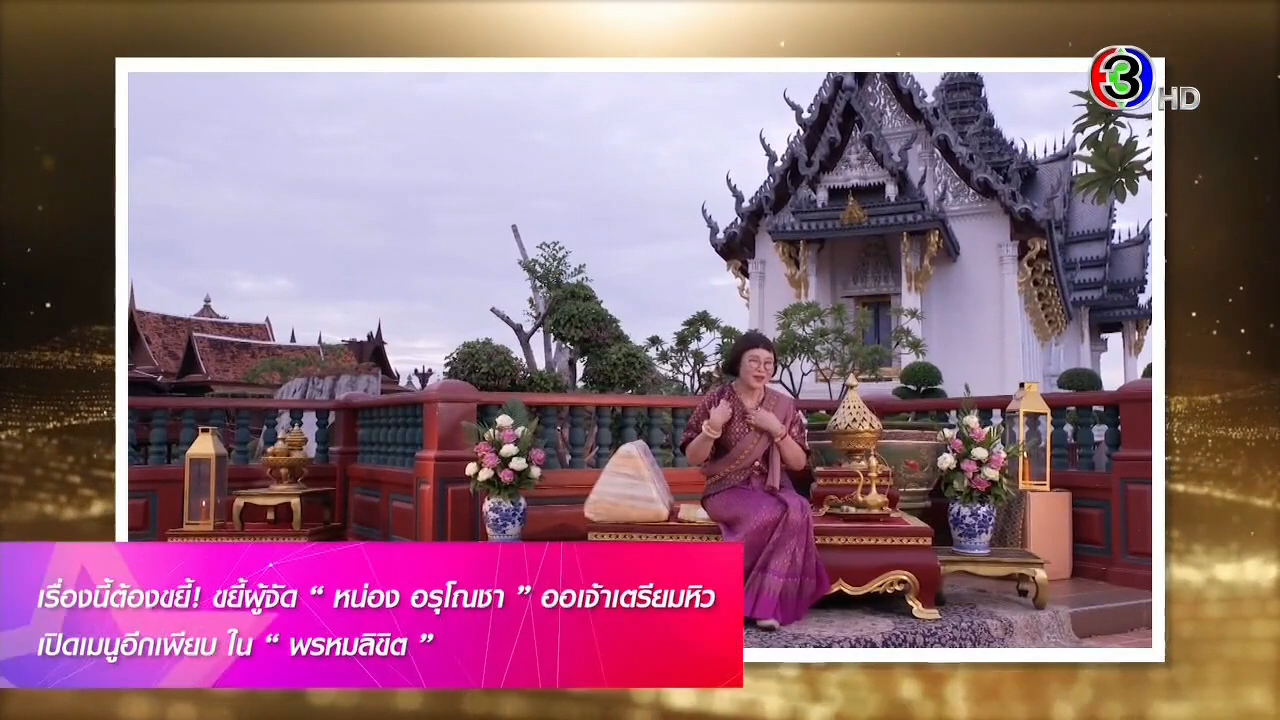 3 HD
เรื่องนี้ต้องขยี้! ขยี้ผู้จัด “ หน่อง อรุโณชา ” ออเจ้าเตรียมหิว
เปิดเมนูอีกเพียบ ใน “ พรหมลิขิต ”